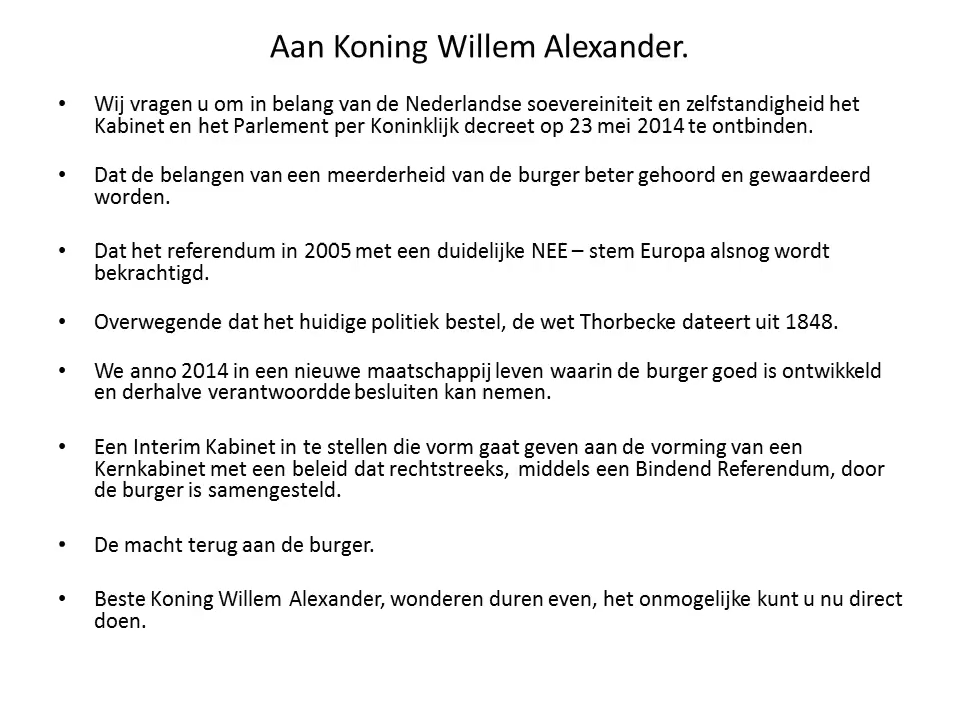 Aan Koning Willem Alexander.
• Wij vragen u om in belang van de Nederlandse soevereiniteit en zelfstandigheid het
Kabinet en het Parlement per Koninklijk decreet op 23 mei 2014 te ontbinden.
• Dat de belangen van een meerderheid van de burger beter gehoord en gewaardeerd
worden.
• Dat het referendum in 2005 met een duidelijke NEE – stem Europa alsnog wordt
bekrachtigd.
• Overwegende dat het huidige politiek bestel, de wet Thorbecke dateert uit 1848.
• We anno 2014 in een nieuwe maatschappij leven waarin de burger goed is ontwikkeld
en derhalve verantwoordde besluiten kan nemen.
• Een Interim Kabinet in te stellen die vorm gaat geven aan de vorming van een
Kernkabinet met een beleid dat rechtstreeks, middels een Bindend Referendum, door
de burger is samengesteld.
• De macht terug aan de burger.
• Beste Koning Willem Alexander, wonderen duren even, het onmogelijke kunt u nu direct
doen.